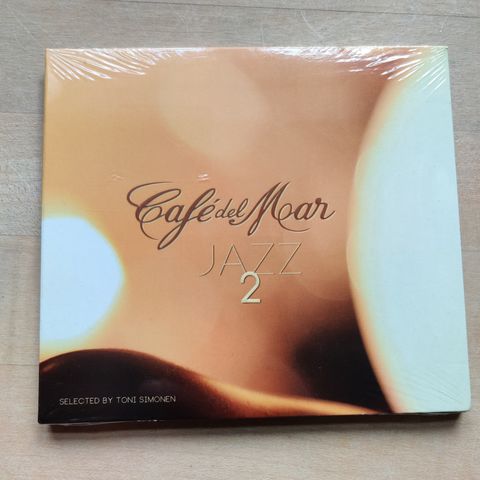 Café del Mar
JAZZ
2
SELECTED BY TONI SIMONEN